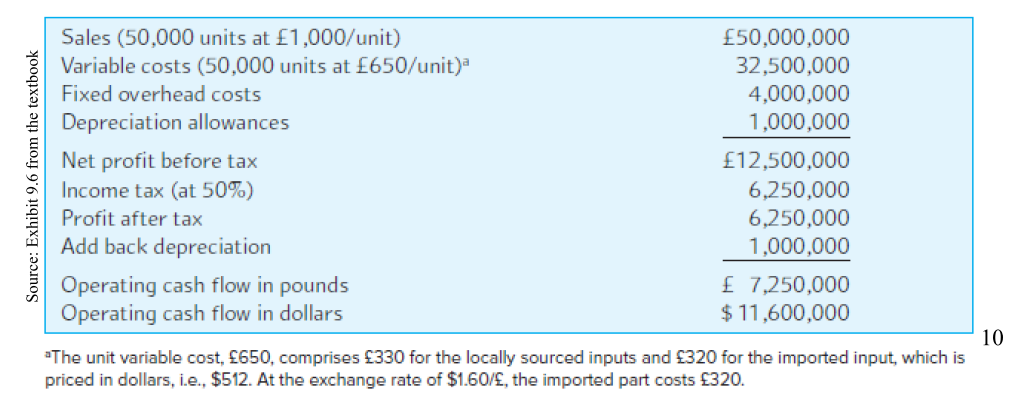 Source: Exhibit 9.6 from the textbook
Sales (50,000 units at £1,000/unit) £50,000,000
Variable costs (50,000 units at £650/unit)ᵃ 32,500,000
Fixed overhead costs 4,000,000
Depreciation allowances 1,000,000
Net profit before tax £12,500,000
Income tax (at 50%) 6,250,000
Profit after tax 6,250,000
Add back depreciation 1,000,000
Operating cash flow in pounds £ 7,250,000
Operating cash flow in dollars $ 11,600,000
10
ᵃThe unit variable cost, £650, comprises £330 for the locally sourced inputs and £320 for the imported input, which is
priced in dollars, i.e., $512. At the exchange rate of $1.60/£, the imported part costs £320.